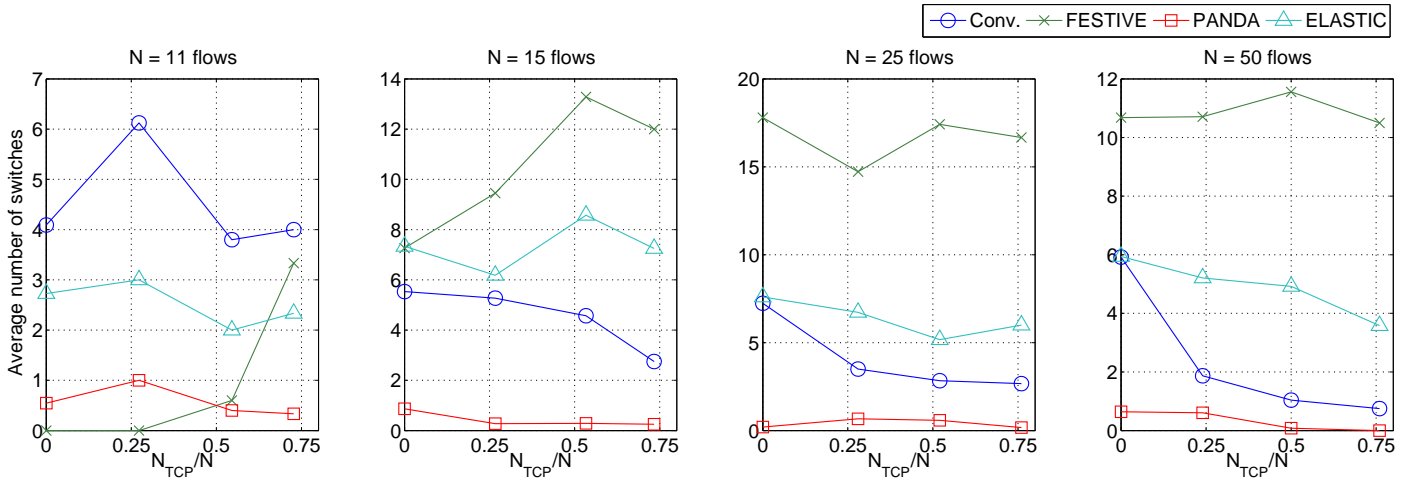 Conv. FESTIVE PANDA ELASTIC
N = 11 flows
N = 15 flows
N = 25 flows
N = 50 flows
Average number of switches
7
6
5
4
3
2
1
0
0 0.25 0.5 0.75
N_TCP/N
14
12
10
8
6
4
2
0
0 0.25 0.5 0.75
N_TCP/N
20
15
10
5
0
0 0.25 0.5 0.75
N_TCP/N
12
10
8
6
4
2
0
0 0.25 0.5 0.75
N_TCP/N